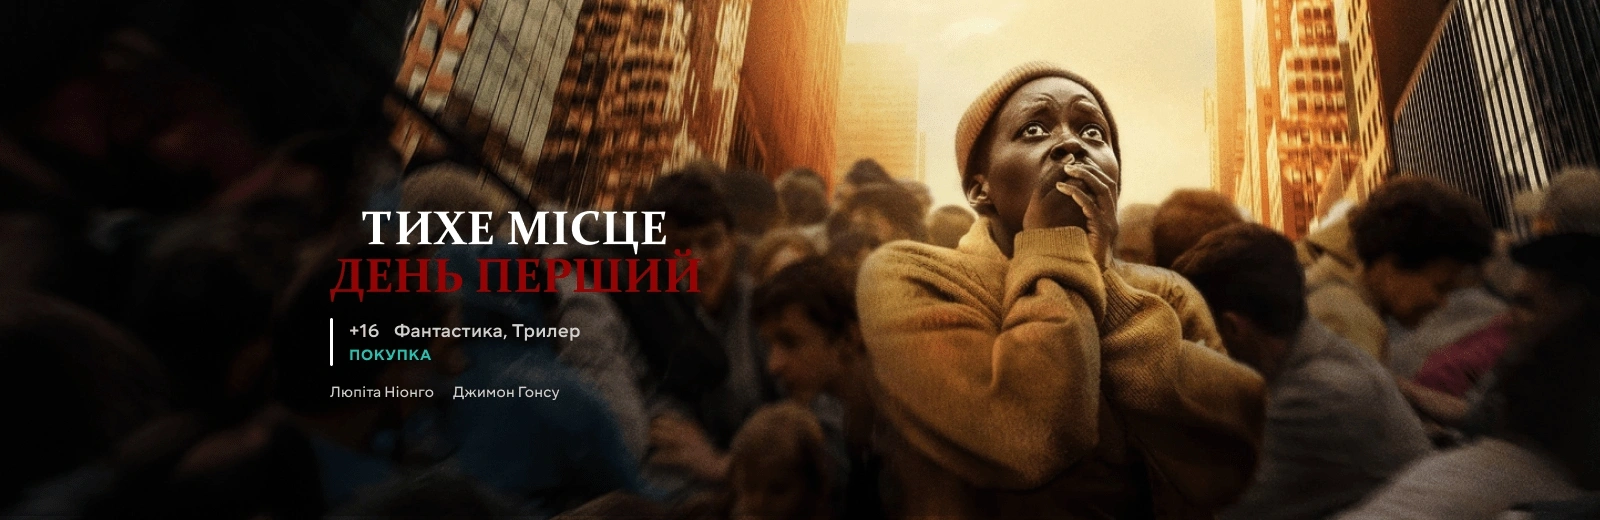 ТИХЕ МІСЦЕ
ДЕНЬ ПЕРШИЙ
+16 Фантастика, Трилер
ПОКУПКА
Люпіта Ніонго Джимон Гонсу